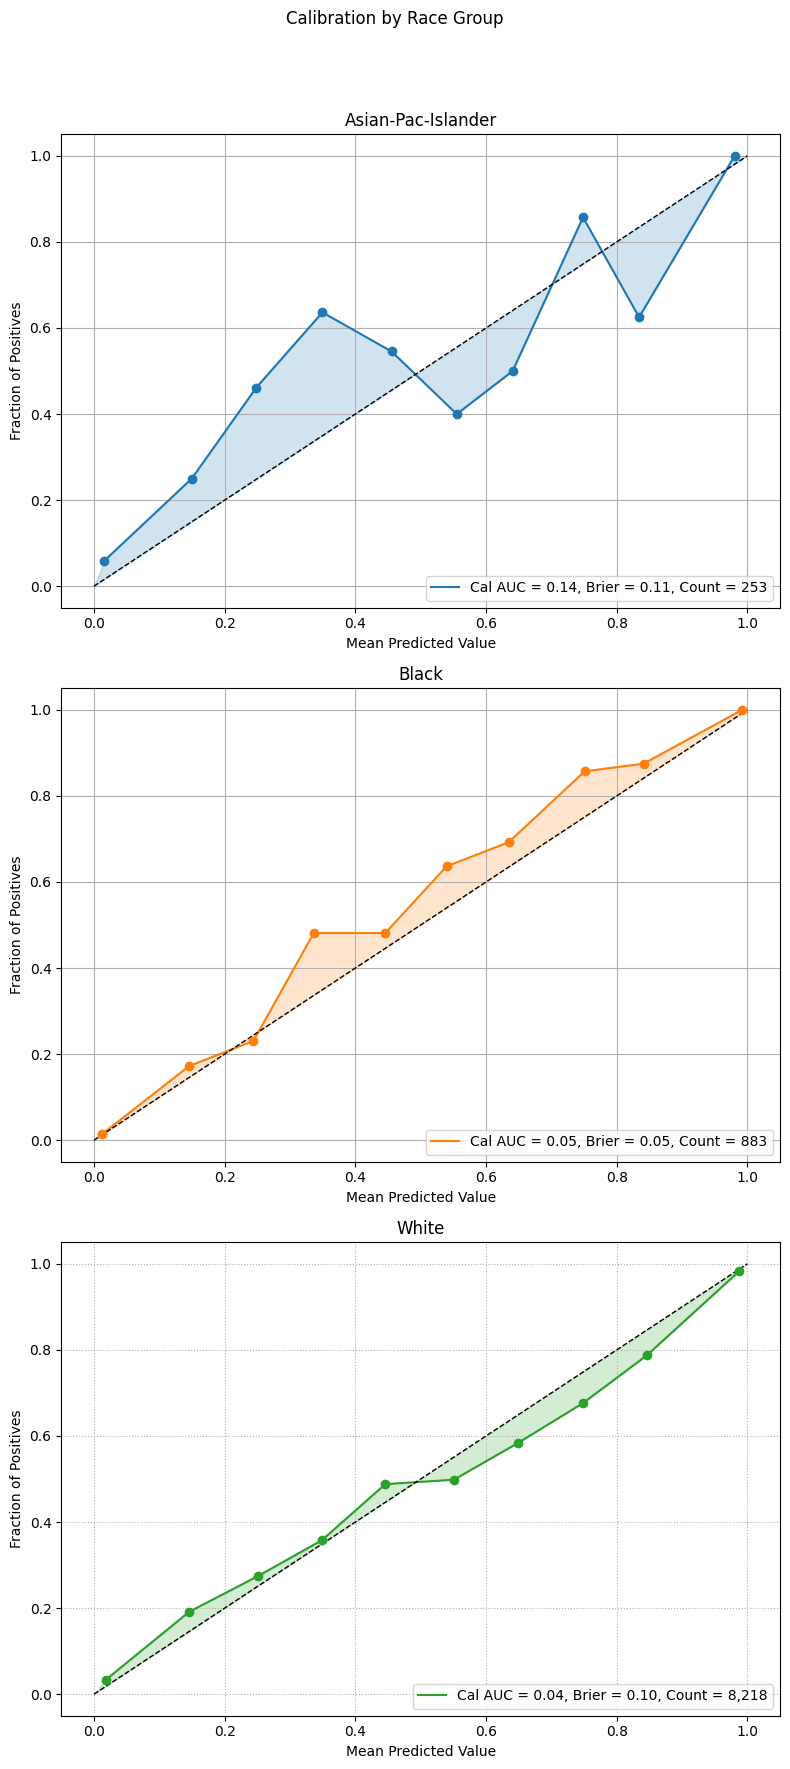 Calibration by Race Group
Asian-Pac-Islander
Fraction of Positives
1.0
0.8
0.6
0.4
0.2
0.0
Cal AUC = 0.14, Brier = 0.11, Count = 253
0.0 0.2 0.4 0.6 0.8 1.0
Mean Predicted Value
Black
Fraction of Positives
1.0
0.8
0.6
0.4
0.2
0.0
Cal AUC = 0.05, Brier = 0.05, Count = 883
0.0 0.2 0.4 0.6 0.8 1.0
Mean Predicted Value
White
Fraction of Positives
1.0
0.8
0.6
0.4
0.2
0.0
Cal AUC = 0.04, Brier = 0.10, Count = 8,218
0.0 0.2 0.4 0.6 0.8 1.0
Mean Predicted Value